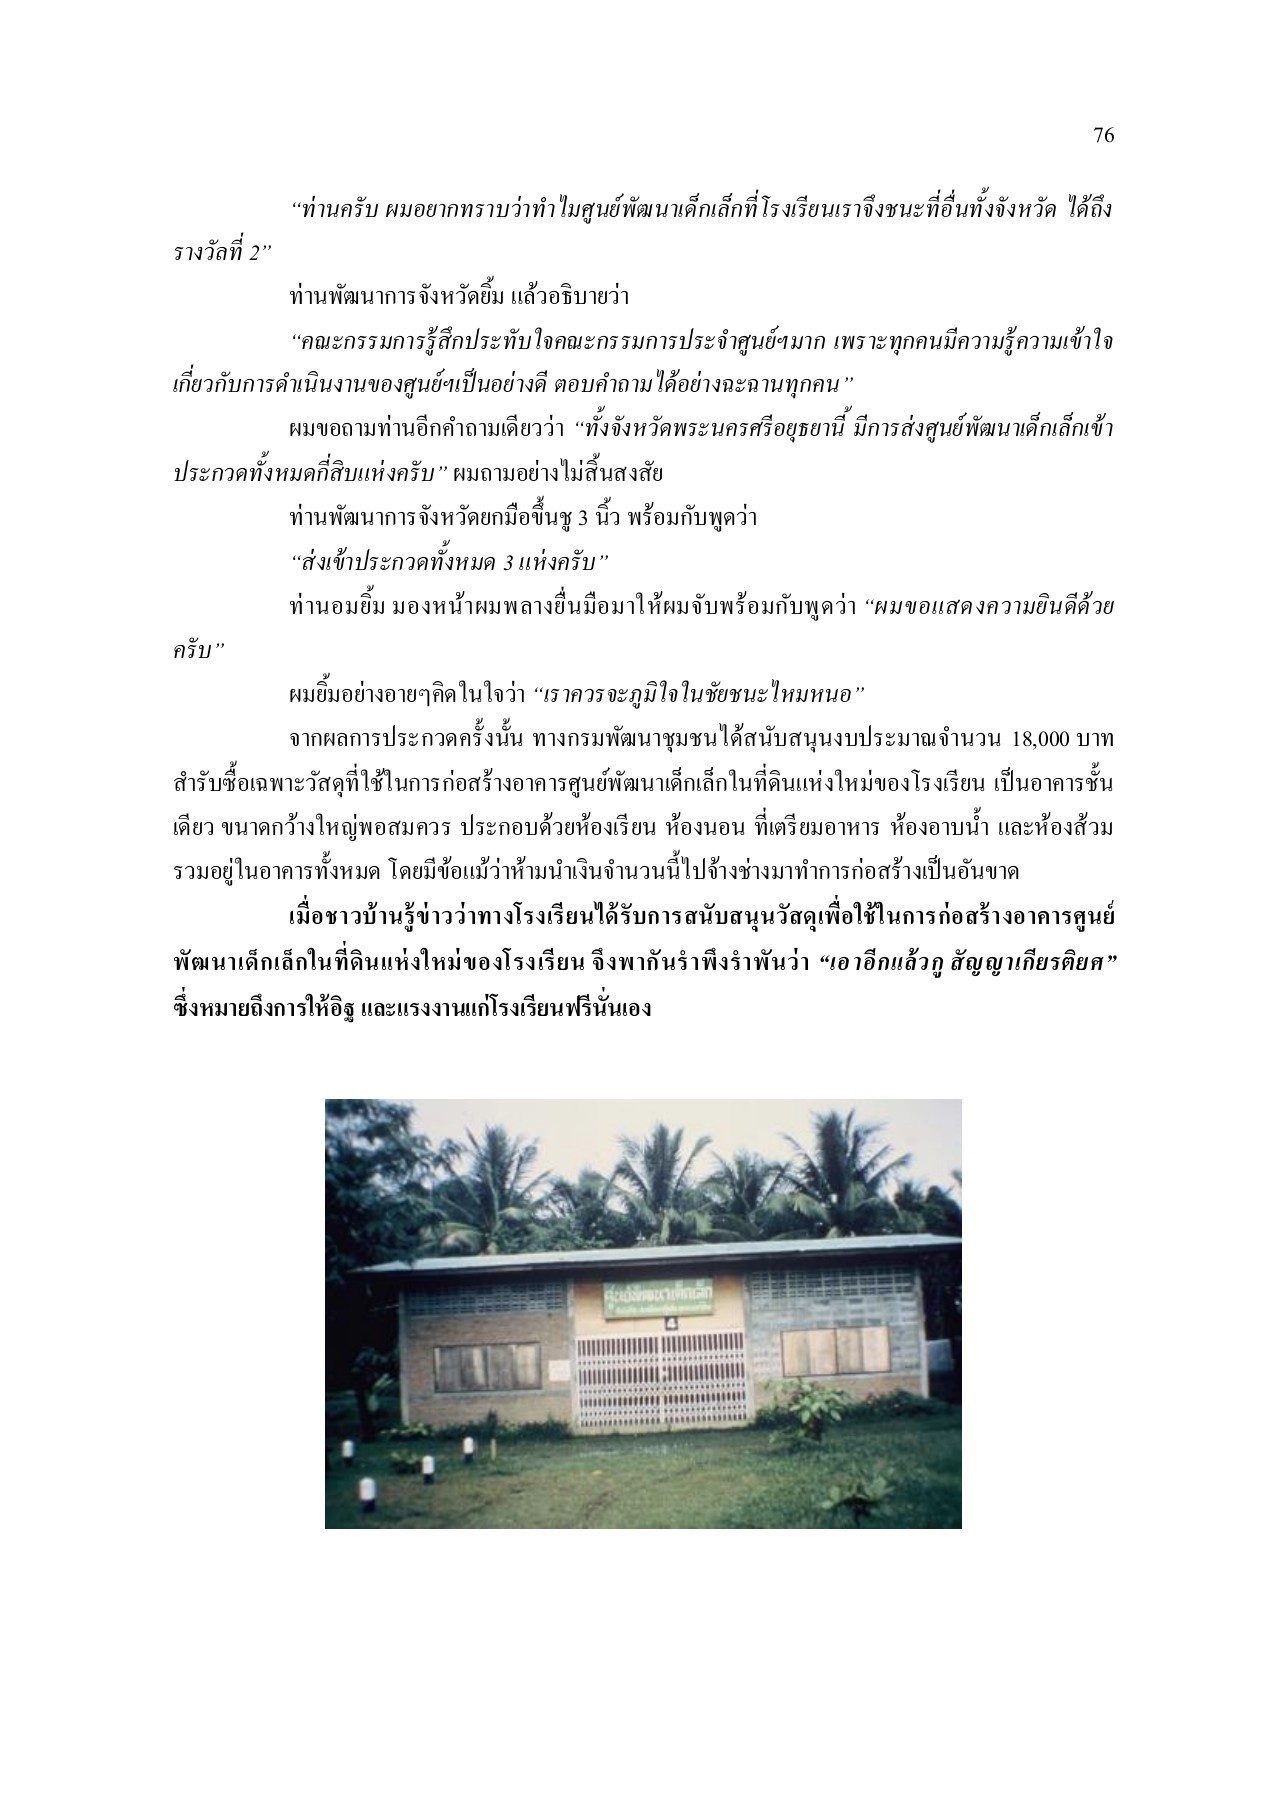 76
“ท่านครับ ผมอยากทราบว่าทำไมศูนย์พัฒนาเด็กเล็กที่โรงเรียนเราจึงชนะที่อื่นทั้งจังหวัด ได้ถึง
รางวัลที่ 2”
ท่านพัฒนาการจังหวัดยิ้ม แล้วอธิบายว่า
“คณะกรรมการรู้สึกประทับใจคณะกรรมการประจำศูนย์ฯมาก เพราะทุกคนมีความรู้ความเข้าใจ
เกี่ยวกับการดำเนินงานของศูนย์ฯเป็นอย่างดี ตอบคำถามได้อย่างฉะฉานทุกคน”
ผมขอถามท่านอีกคำถามเดียวว่า “ทั้งจังหวัดพระนครศรีอยุธยานี้ มีการส่งศูนย์พัฒนาเด็กเล็กเข้า
ประกวดทั้งหมดกี่สิบแห่งครับ” ผมถามอย่างไม่สิ้นสงสัย
ท่านพัฒนาการจังหวัดยกมือขึ้นชู 3 นิ้ว พร้อมกับพูดว่า
“ส่งเข้าประกวดทั้งหมด 3 แห่งครับ”
ท่านอมยิ้ม มองหน้าผมพลางยื่นมือมาให้ผมจับพร้อมกับพูดว่า “ผมขอแสดงความยินดีด้วย
ครับ”
ผมยิ้มอย่างอายๆคิดในใจว่า “เราควรจะภูมิใจในชัยชนะไหมหนอ”
จากผลการประกวดครั้งนั้น ทางกรมพัฒนาชุมชนได้สนับสนุนงบประมาณจำนวน 18,000 บาท
สำหรับซื้อเฉพาะวัสดุที่ใช้ในการก่อสร้างอาคารศูนย์พัฒนาเด็กเล็กในที่ดินแห่งใหม่ของโรงเรียน เป็นอาคารชั้น
เดียว ขนาดกว้างใหญ่พอสมควร ประกอบด้วยห้องเรียน ห้องนอน ที่เตรียมอาหาร ห้องอาบน้ำ และห้องส้วม
รวมอยู่ในอาคารทั้งหมด โดยมีข้อแม้ว่าห้ามนำเงินจำนวนนี้ไปจ้างช่างมาทำการก่อสร้างเป็นอันขาด
เมื่อชาวบ้านรู้ข่าวว่าทางโรงเรียนได้รับการสนับสนุนวัสดุเพื่อใช้ในการก่อสร้างอาคารศูนย์
พัฒนาเด็กเล็กในที่ดินแห่งใหม่ของโรงเรียน จึงพากันรำพึงรำพันว่า “เอาอีกแล้วกู สัญญาเกียรติยศ”
ซึ่งหมายถึงการให้อิฐ และแรงงานแก่โรงเรียนฟรีนั่นเอง
ศูนย์พัฒนาเด็กเล็ก
4